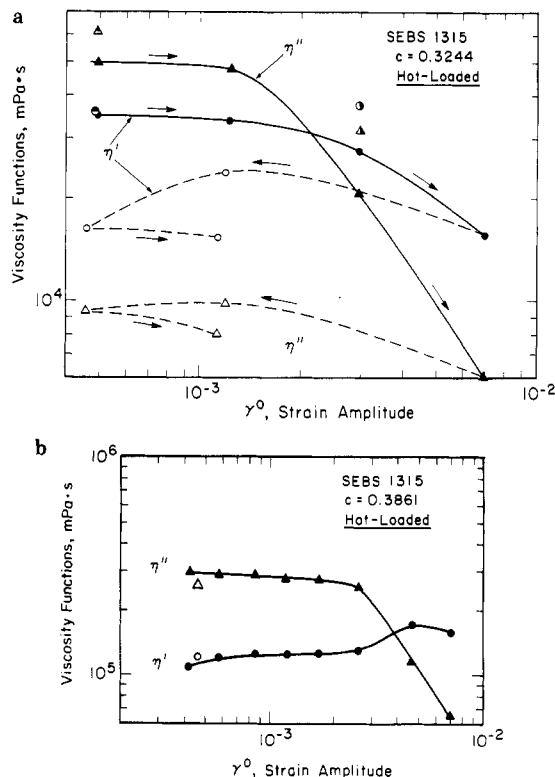 a
SEBS 1315
c = 0.3244
Hot-Loaded
η"
η'
η"
10⁴
Viscosity Functions, mPa•s
10⁻³
10⁻²
γ⁰, Strain Amplitude
b
10⁶
SEBS 1315
c = 0.3861
Hot-Loaded
η"
η'
10⁵
Viscosity Functions, mPa•s
10⁻³
10⁻²
γ⁰, Strain Amplitude